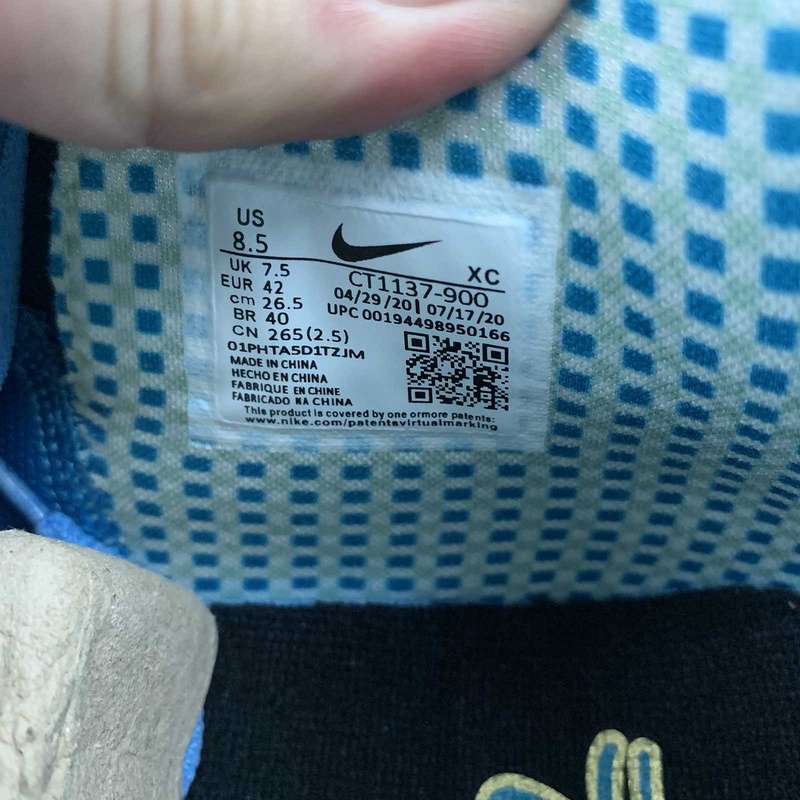 US
8.5
UK 7.5
EUR 42
cm 26.5
BR 40
CN 265(2.5)
XC
CT1137-900
04/29/20 | 07/17/20
UPC 00194498950166
01PHTA5D1TZJM
MADE IN CHINA
HECHO EN CHINA
FABRIQUE EN CHINE
FABRICADO NA CHINA
This product is covered by one ormore patents:
www.nike.com/patentsvirtualmarking